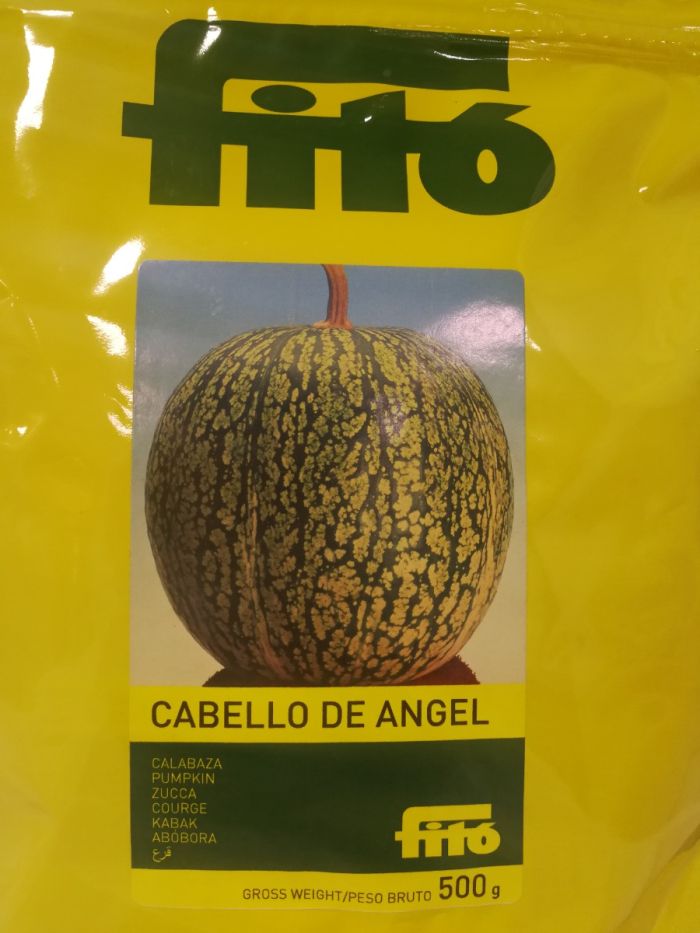 fitó
CABELLO DE ANGEL
CALABAZA
PUMPKIN
ZUCCA
COURGE
KABAK
ABÓBORA
قرع
fitó
GROSS WEIGHT/PESO BRUTO 500 g